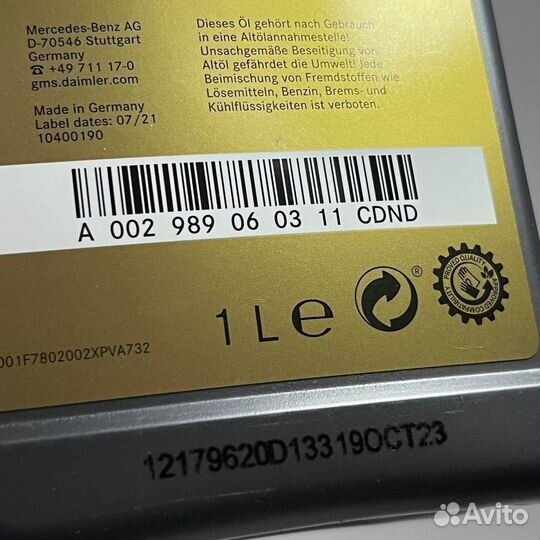 Mercedes-Benz AG
D-70546 Stuttgart
Germany
☎ +49 711 17-0
gms.daimler.com
Made in Germany
Label dates: 07/21
10400190
Dieses Öl gehört nach Gebrauch
in eine Altölannahmestelle!
Unsachgemäße Beseitigung von
Altöl gefährdet die Umwelt! Jede
Beimischung von Fremdstoffen wie
Lösemitteln, Benzin, Brems- und
Kühlflüssigkeiten ist verboten.
A 002 989 06 03 11 CDND
1 L e
®
PROVED QUALITY
APPROVED COMPATIBILITY
001F7802002XPVA732
12179620D13319OCT23
Avito